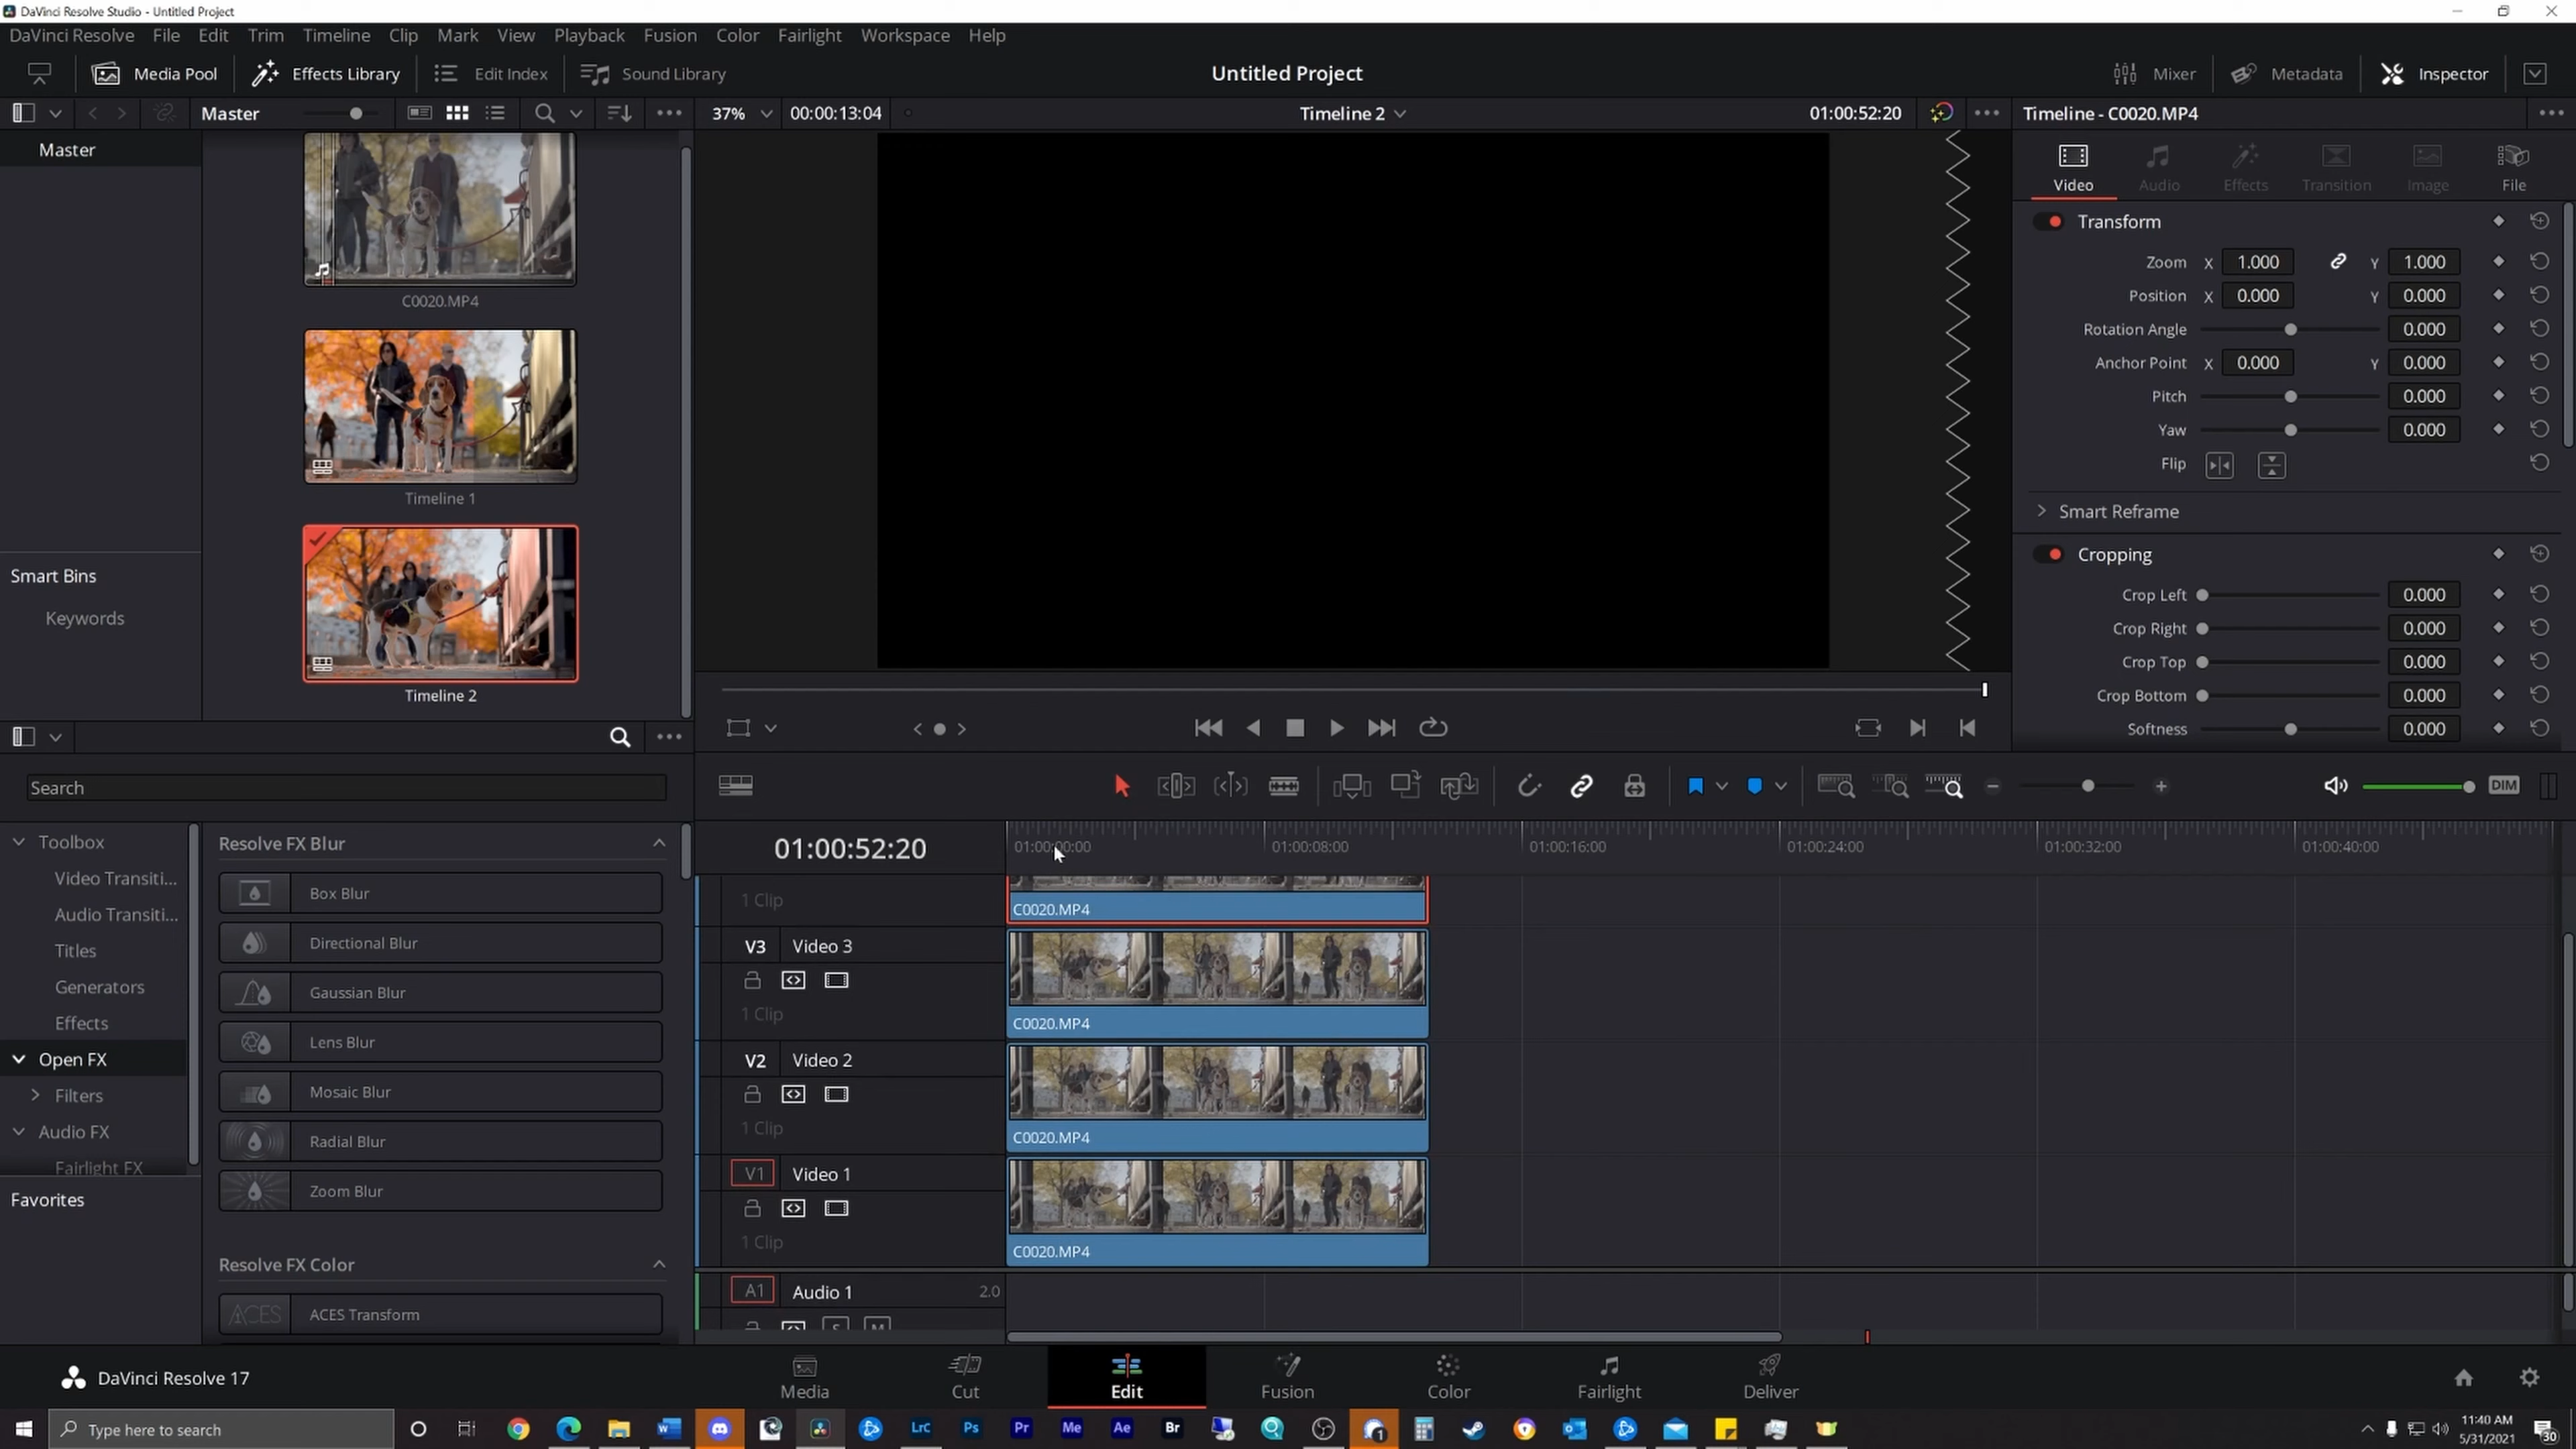 DaVinci Resolve Studio - Untitled Project
DaVinci Resolve File Edit Trim Timeline Clip Mark View Playback Fusion Color Fairlight Workspace Help
Media Pool Effects Library Edit Index Sound Library Untitled Project Mixer Metadata Inspector
Master 37% 00:00:13:04 Timeline 2 01:00:52:20 Timeline - C0020.MP4
Master
C0020.MP4
Timeline 1
Timeline 2
Smart Bins
Keywords
Video Audio Effects Transition Image File
Transform
Zoom X 1.000 Y 1.000
Position X 0.000 Y 0.000
Rotation Angle 0.000
Anchor Point X 0.000 Y 0.000
Pitch 0.000
Yaw 0.000
Flip
Smart Reframe
Cropping
Crop Left 0.000
Crop Right 0.000
Crop Top 0.000
Crop Bottom 0.000
Softness 0.000
Search
DIM
Toolbox
Video Transiti...
Audio Transiti...
Titles
Generators
Effects
Open FX
Filters
Audio FX
Fairlight FX
Favorites
Resolve FX Blur
Box Blur
Directional Blur
Gaussian Blur
Lens Blur
Mosaic Blur
Radial Blur
Zoom Blur
Resolve FX Color
ACES ACES Transform
01:00:52:20 01:00:00:00 01:00:08:00 01:00:16:00 01:00:24:00 01:00:32:00 01:00:40:00
1 Clip C0020.MP4
V3 Video 3
1 Clip C0020.MP4
V2 Video 2
1 Clip C0020.MP4
V1 Video 1
1 Clip C0020.MP4
A1 Audio 1 2.0
S M
DaVinci Resolve 17 Media Cut Edit Fusion Color Fairlight Deliver
Type here to search LrC Ps Pr Me Ae Br 1
11:40 AM
5/31/2021 30